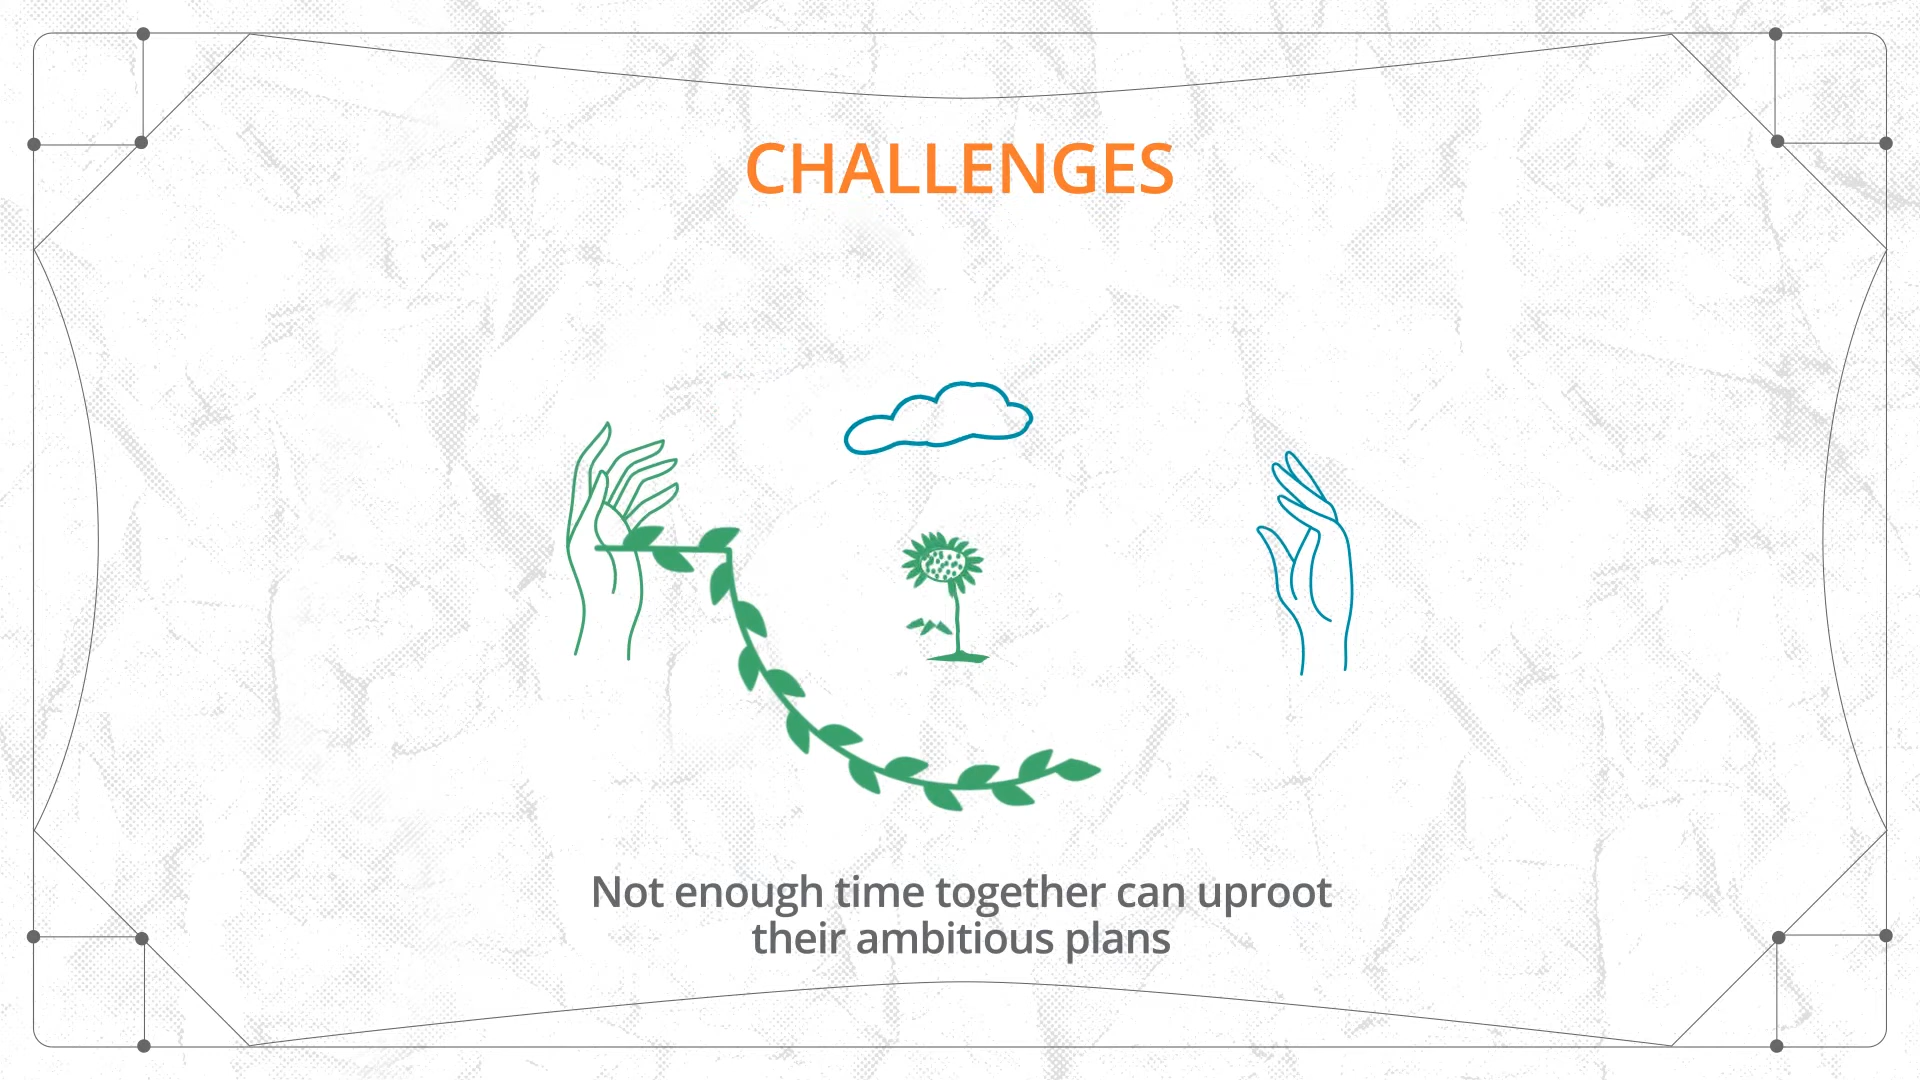 CHALLENGES
Not enough time together can uproot
their ambitious plans